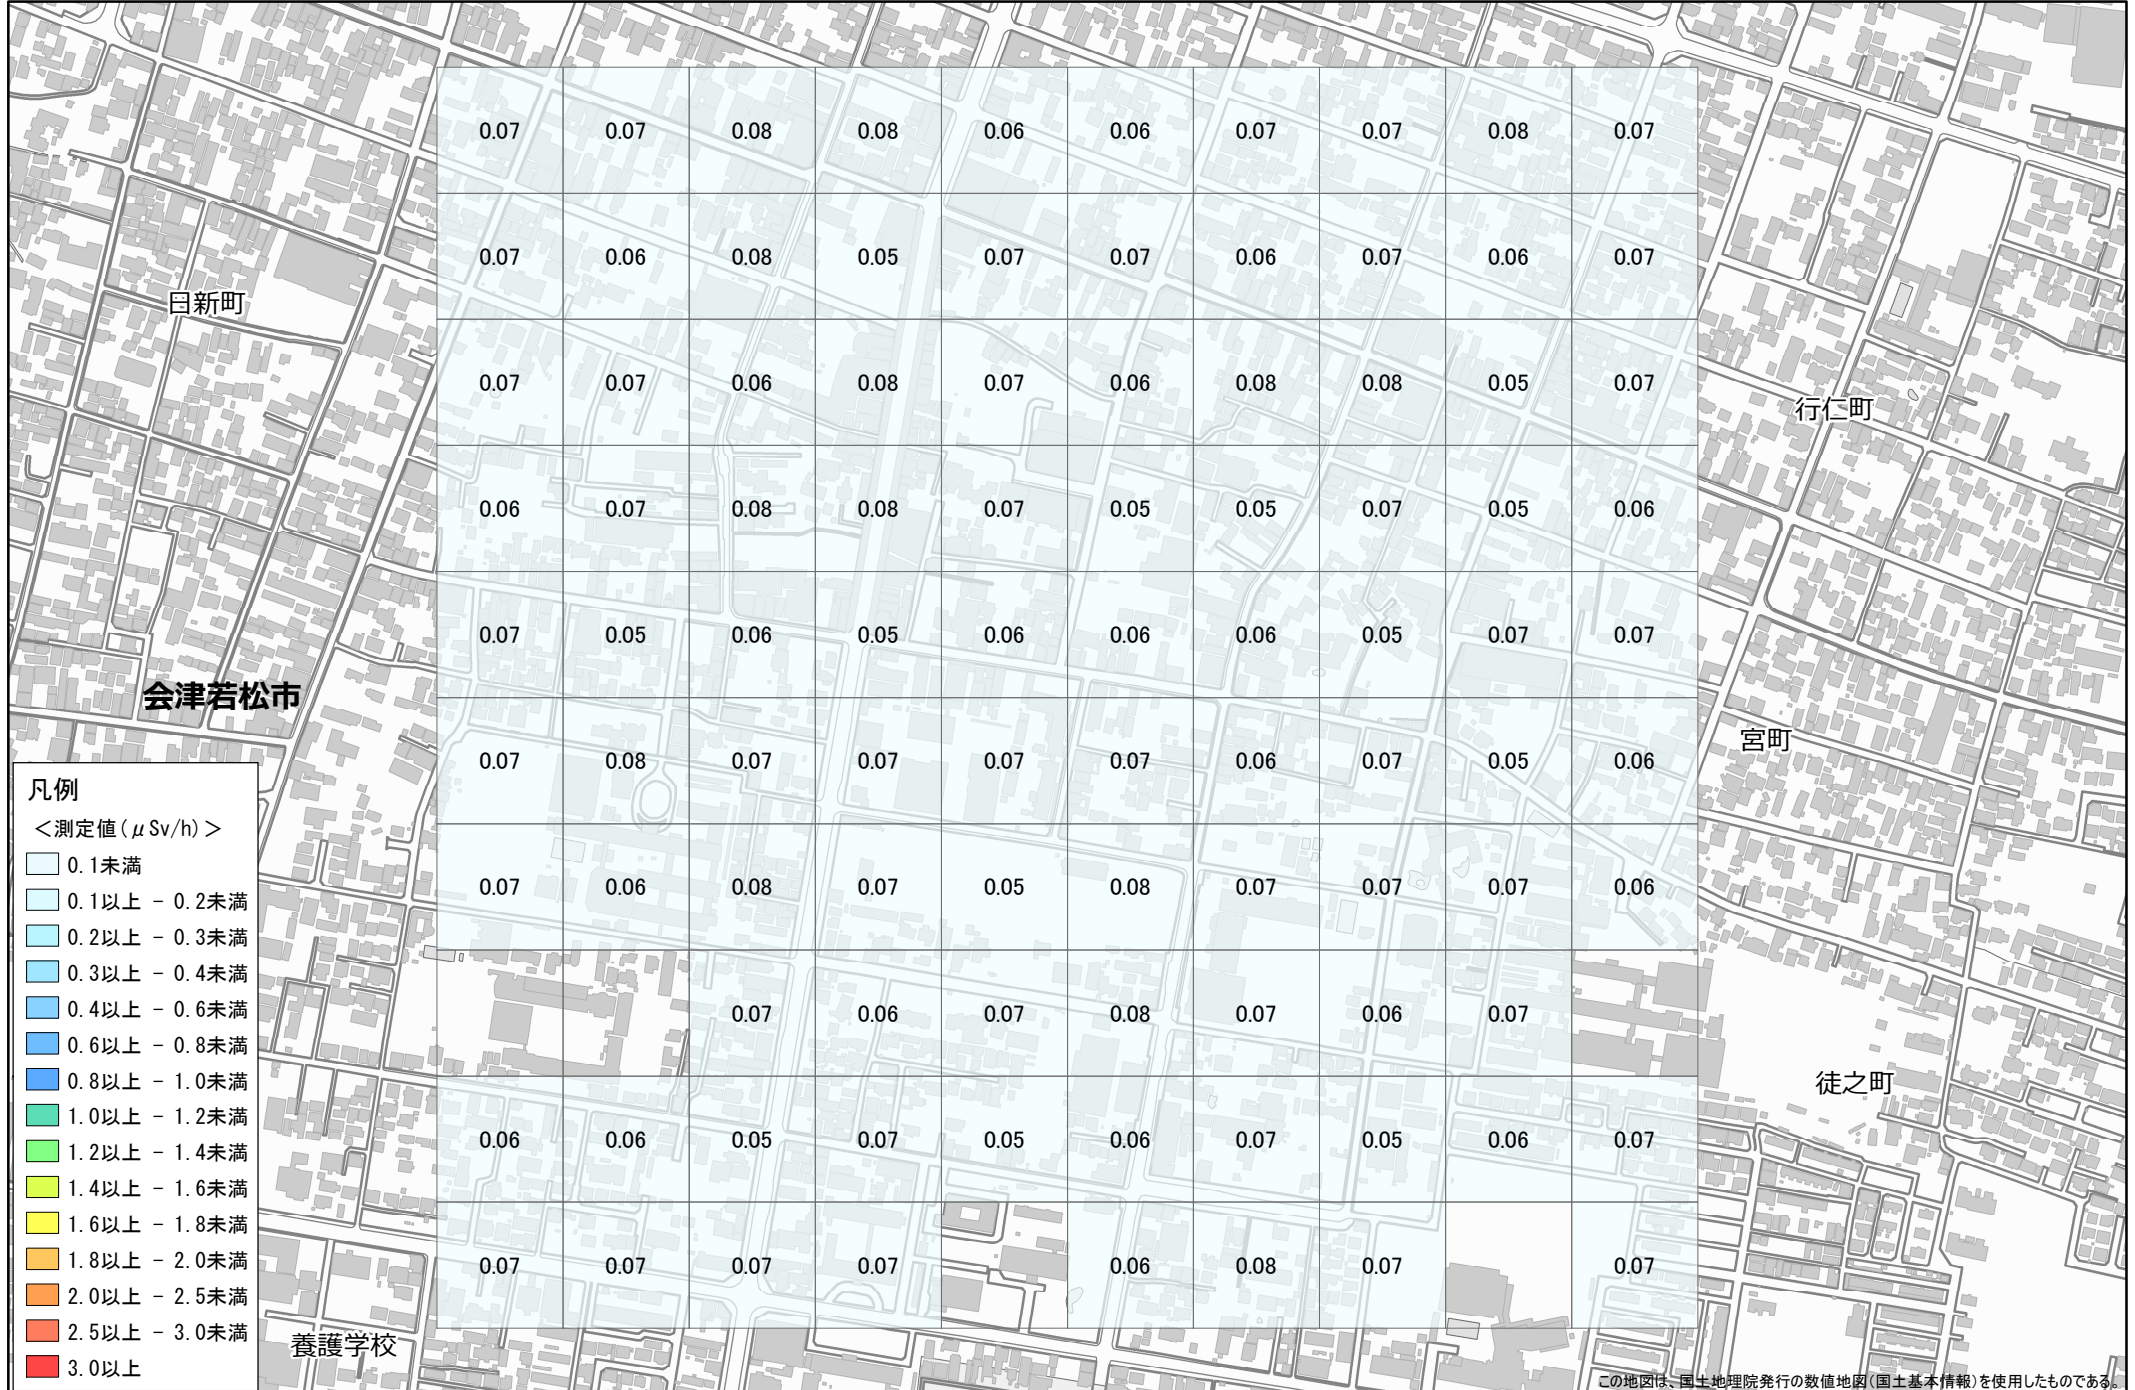 0.07 0.07 0.08 0.08 0.06 0.06 0.07 0.07 0.08 0.07
0.07 0.06 0.08 0.05 0.07 0.07 0.06 0.07 0.06 0.07
日新町
0.07 0.07 0.06 0.08 0.07 0.06 0.08 0.08 0.05 0.07
行仁町
0.06 0.07 0.08 0.08 0.07 0.05 0.05 0.07 0.05 0.06
0.07 0.05 0.06 0.05 0.06 0.06 0.06 0.05 0.07 0.07
会津若松市
宮町
0.07 0.08 0.07 0.07 0.07 0.07 0.06 0.07 0.05 0.06
0.07 0.06 0.08 0.07 0.05 0.08 0.07 0.07 0.07 0.06
0.07 0.06 0.07 0.08 0.07 0.06 0.07
徒之町
0.06 0.06 0.05 0.07 0.05 0.06 0.07 0.05 0.06 0.07
0.07 0.07 0.07 0.07 0.06 0.08 0.07 0.07
養護学校
凡例
＜測定値(μSv/h)＞
0.1未満
0.1以上 - 0.2未満
0.2以上 - 0.3未満
0.3以上 - 0.4未満
0.4以上 - 0.6未満
0.6以上 - 0.8未満
0.8以上 - 1.0未満
1.0以上 - 1.2未満
1.2以上 - 1.4未満
1.4以上 - 1.6未満
1.6以上 - 1.8未満
1.8以上 - 2.0未満
2.0以上 - 2.5未満
2.5以上 - 3.0未満
3.0以上
この地図は、国土地理院発行の数値地図(国土基本情報)を使用したものである。